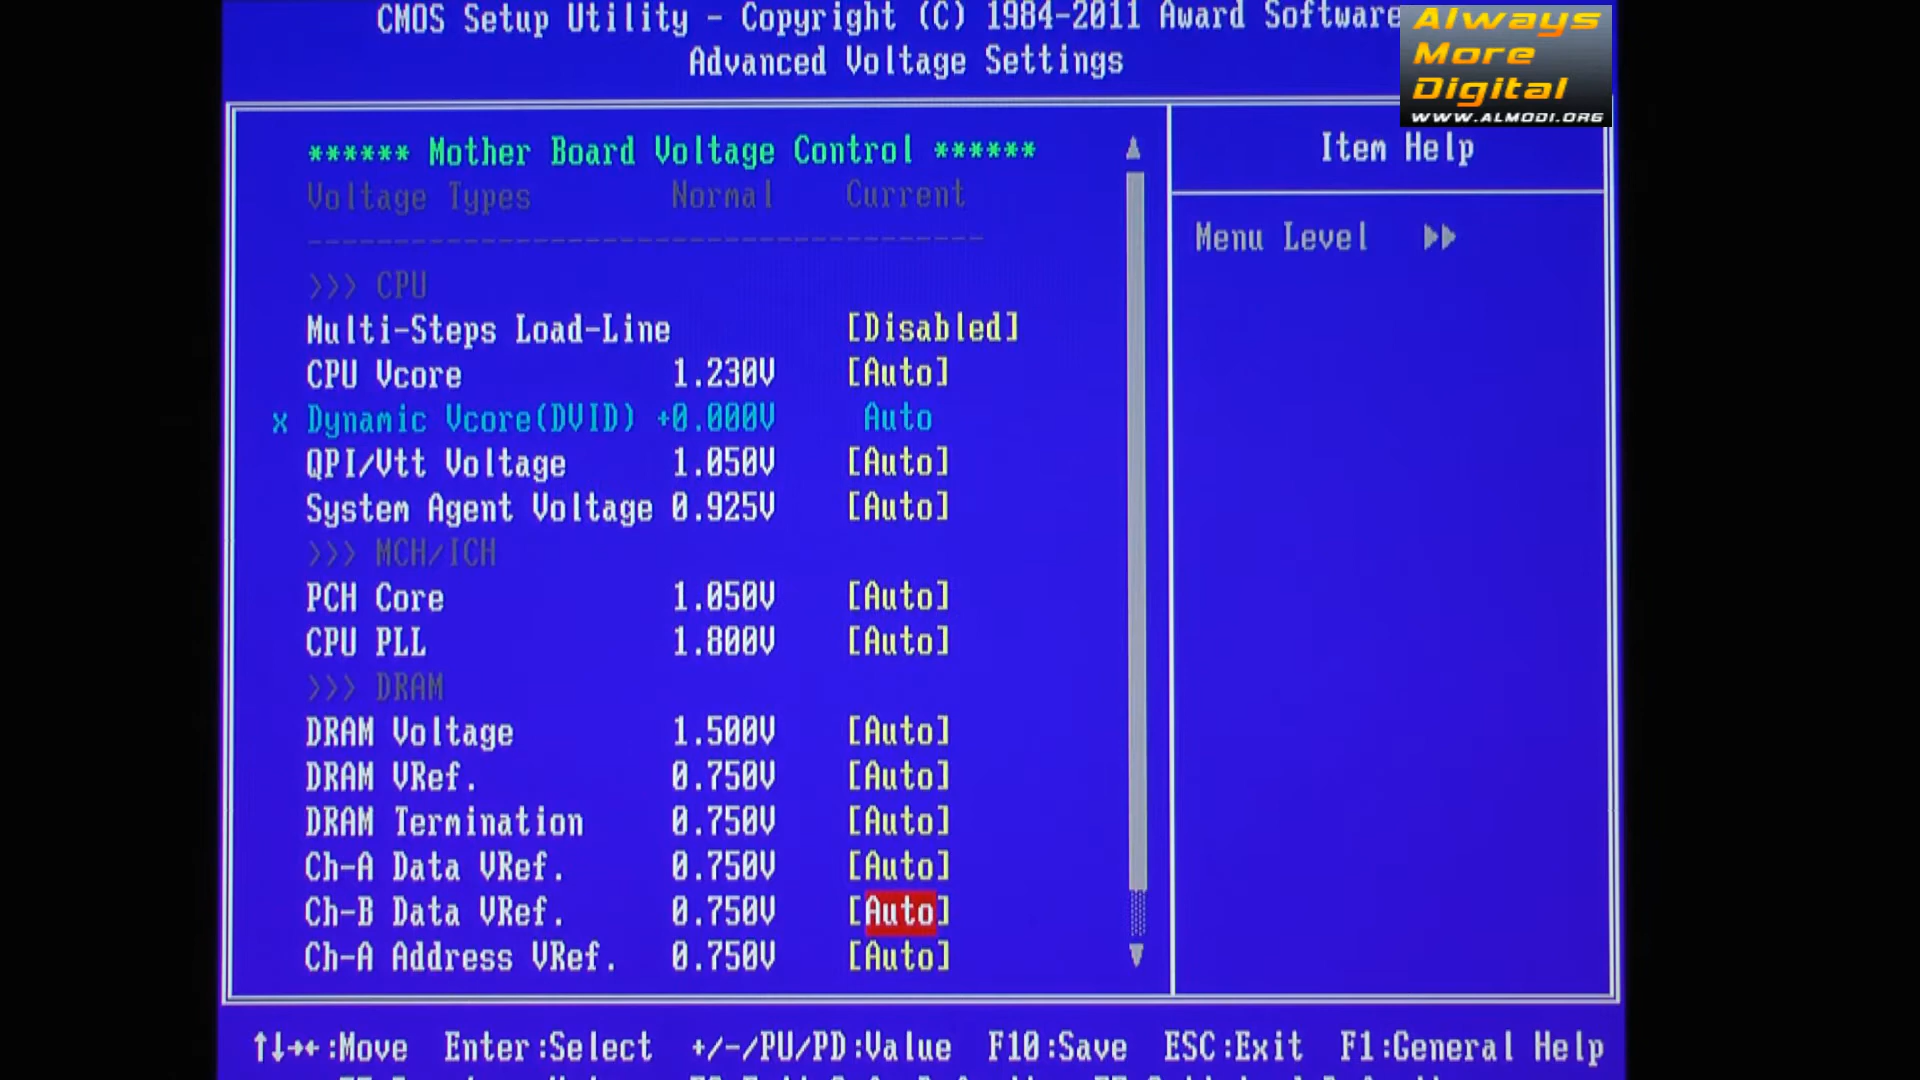 CMOS Setup Utility - Copyright (C) 1984-2011 Award Software
Advanced Voltage Settings
Always
More
Digital
WWW.ALMODI.ORG
****** Mother Board Voltage Control ******
Voltage Types Normal Current
----------------------------------------
>>> CPU
Multi-Steps Load-Line [Disabled]
CPU Vcore 1.230V [Auto]
x Dynamic Vcore(DVID) +0.000V Auto
QPI/Vtt Voltage 1.050V [Auto]
System Agent Voltage 0.925V [Auto]
>>> MCH/ICH
PCH Core 1.050V [Auto]
CPU PLL 1.800V [Auto]
>>> DRAM
DRAM Voltage 1.500V [Auto]
DRAM VRef. 0.750V [Auto]
DRAM Termination 0.750V [Auto]
Ch-A Data VRef. 0.750V [Auto]
Ch-B Data VRef. 0.750V [Auto]
Ch-A Address VRef. 0.750V [Auto]
Item Help
Menu Level ▶▶
↑↓→←:Move Enter:Select +/-/PU/PD:Value F10:Save ESC:Exit F1:General Help